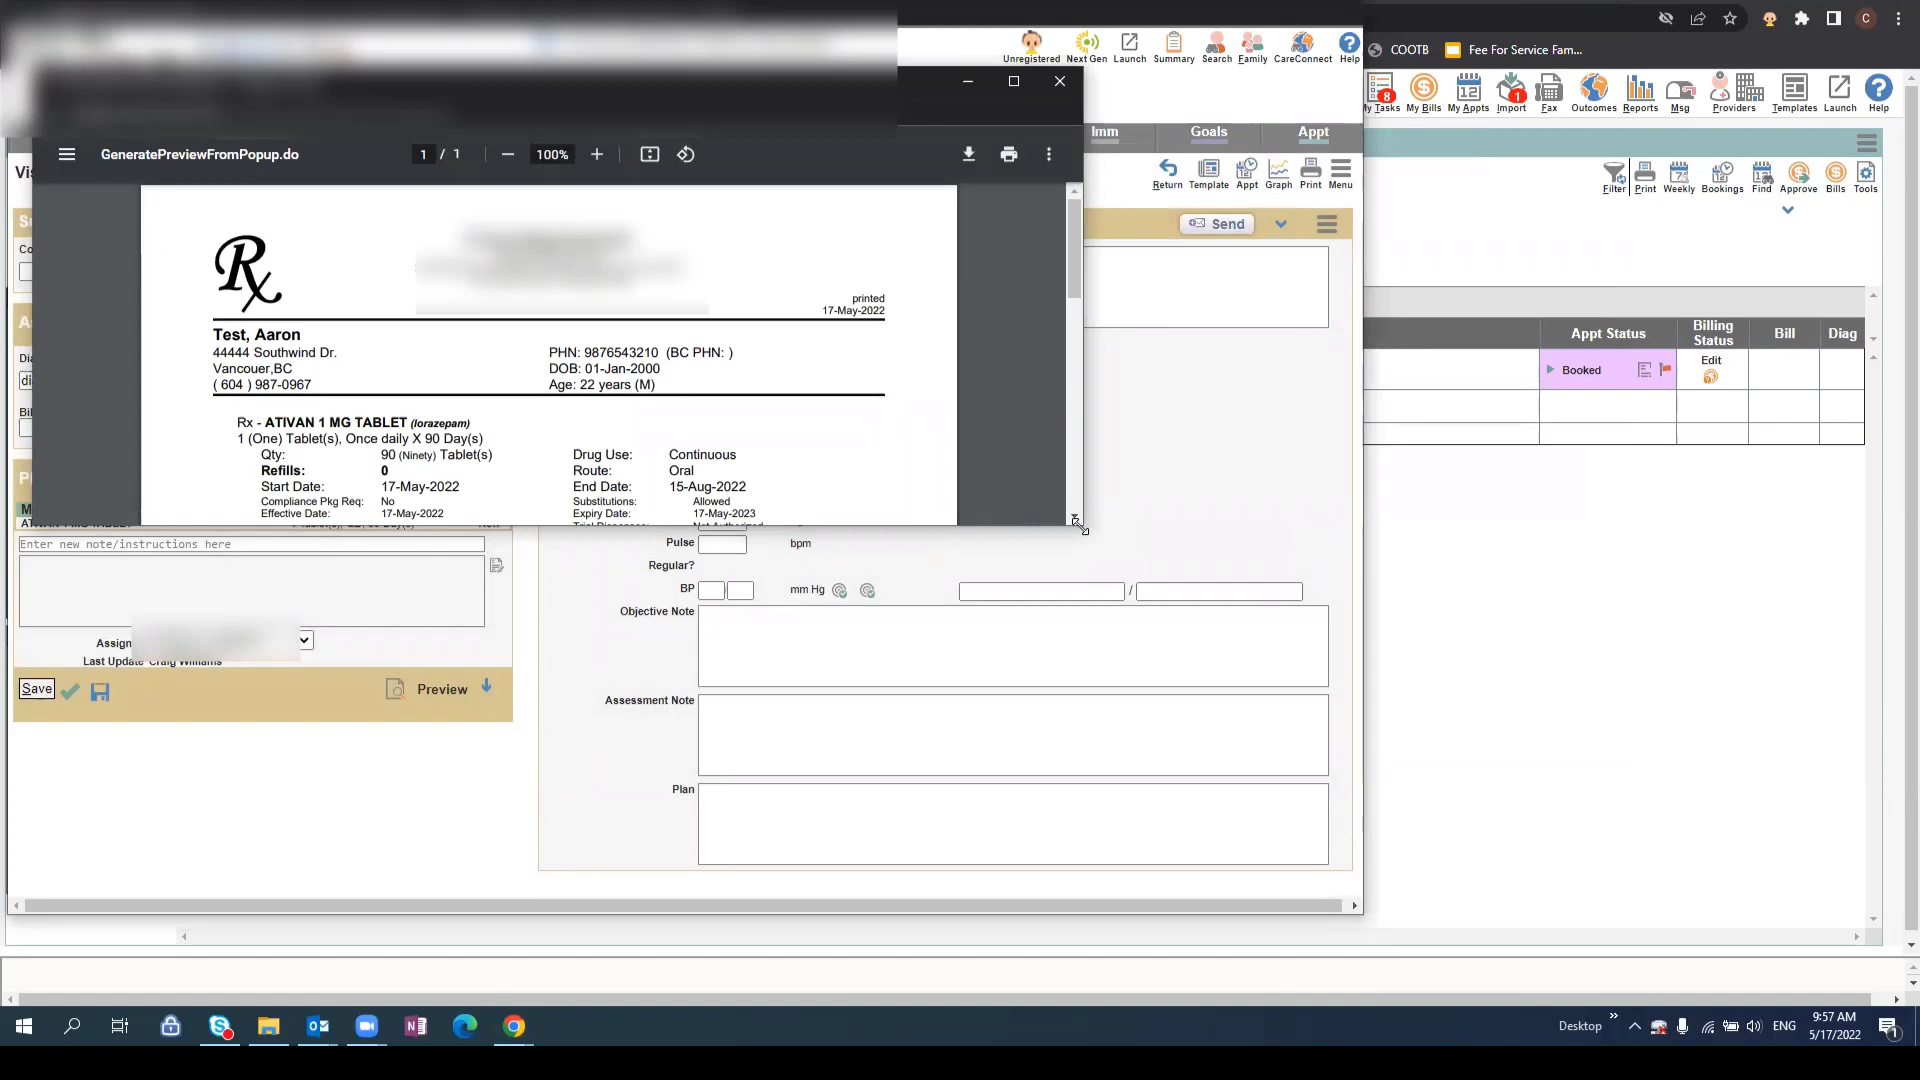 COOTB
Fee For Service Fam...
Unregistered
Next Gen
Launch
Summary
Search
Family
CareConnect
Help
My Tasks
8
My Bills
My Appts
12
Import
1
Fax
Outcomes
Reports
Msg
Providers
Templates
Launch
Help
Imm
Goals
Appt
GeneratePreviewFromPopup.do
1 / 1
100%
Return
Template
Appt
Graph
Print
Menu
Filter
Print
Weekly
Bookings
Find
Approve
Bills
Tools
Send
Rx
printed
17-May-2022
Test, Aaron
44444 Southwind Dr.
Vancouer,BC
( 604 ) 987-0967
PHN: 9876543210 (BC PHN: )
DOB: 01-Jan-2000
Age: 22 years (M)
Appt Status
Billing Status
Bill
Diag
Booked
Edit
Rx - ATIVAN 1 MG TABLET (lorazepam)
1 (One) Tablet(s), Once daily X 90 Day(s)
Qty: 90 (Ninety) Tablet(s)
Drug Use: Continuous
Refills: 0
Route: Oral
Start Date: 17-May-2022
End Date: 15-Aug-2022
Compliance Pkg Req: No
Substitutions: Allowed
Effective Date: 17-May-2022
Expiry Date: 17-May-2023
Enter new note/instructions here
Pulse
bpm
Regular?
BP
mm Hg
/
Objective Note
Assign
Last Update Craig Williams
Save
Preview
Assessment Note
Plan
Desktop
ENG
9:57 AM
5/17/2022
1